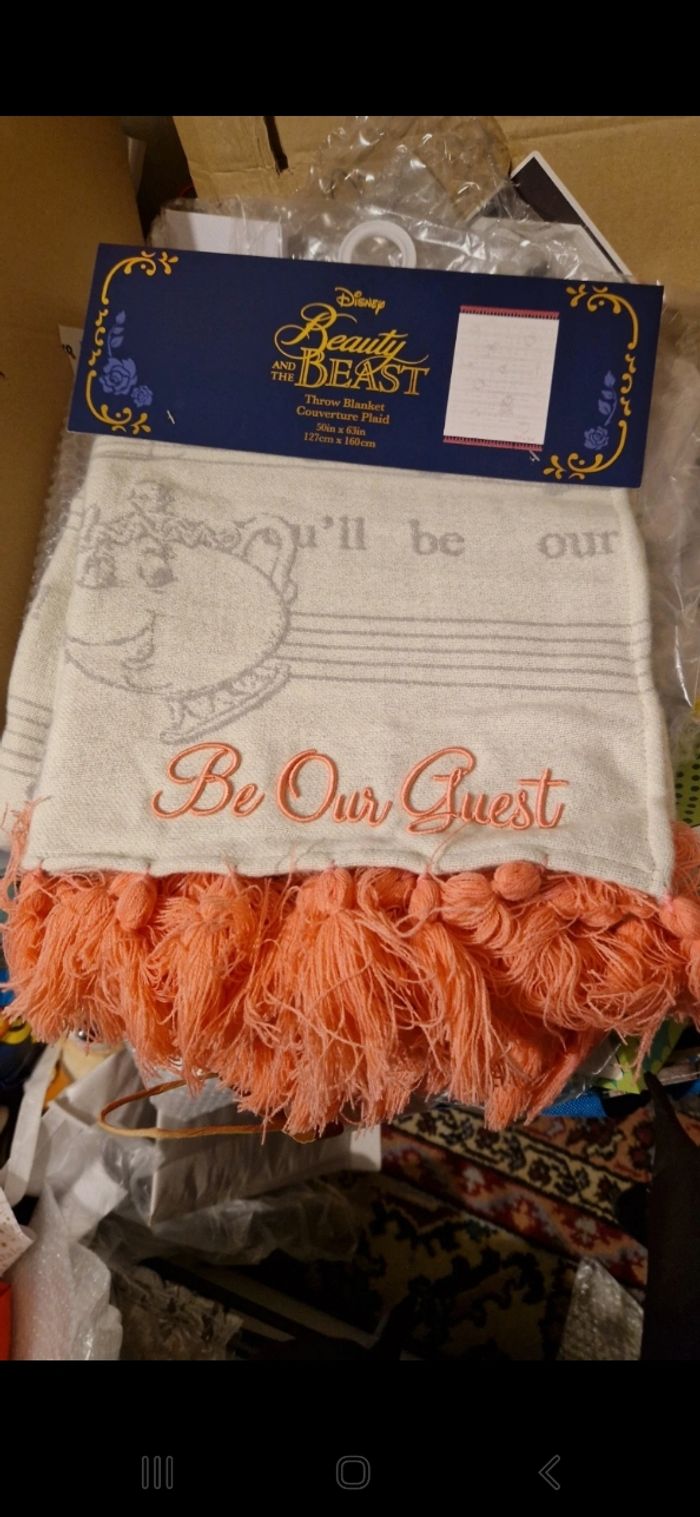 Disney
Beauty
AND THE BEAST
Throw Blanket
Couverture Plaid
50in x 63in
127cm x 160cm
u'll be our
Be Our Guest